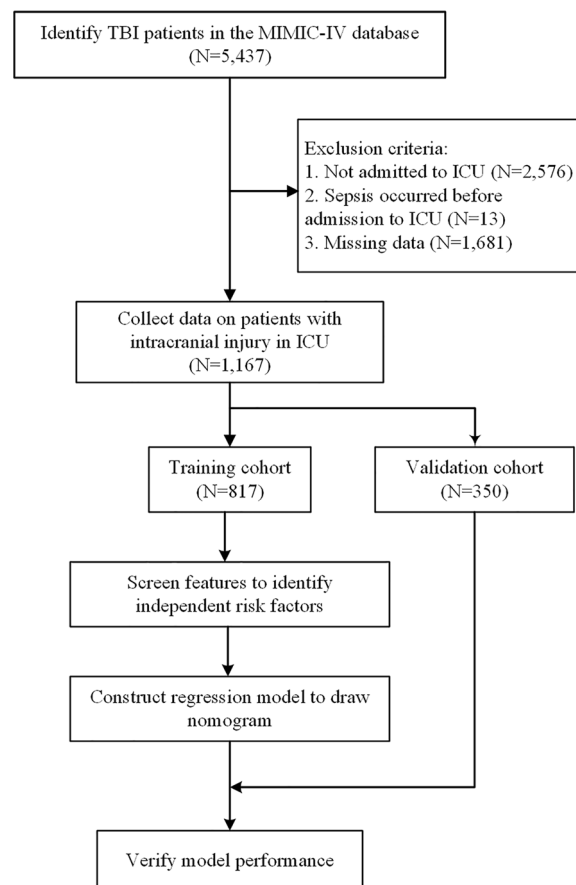 Identify TBI patients in the MIMIC-IV database
(N=5,437)
Exclusion criteria:
1. Not admitted to ICU (N=2,576)
2. Sepsis occurred before
admission to ICU (N=13)
3. Missing data (N=1,681)
Collect data on patients with
intracranial injury in ICU
(N=1,167)
Training cohort
(N=817)
Validation cohort
(N=350)
Screen features to identify
independent risk factors
Construct regression model to draw
nomogram
Verify model performance